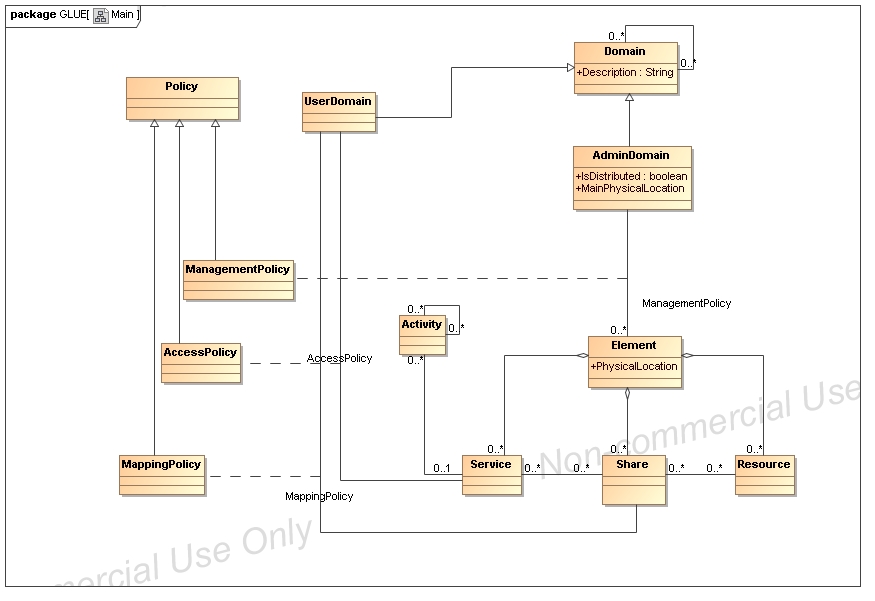 package GLUE[ Main ]
0..*
Domain
0..*
+Description : String
Policy
UserDomain
AdminDomain
+IsDistributed : boolean
+MainPhysicalLocation
ManagementPolicy
ManagementPolicy
0..*
Activity
0..*
0..*
Element
AccessPolicy
AccessPolicy
0..*
+PhysicalLocation
Non-commercial Use
0..*
0..*
0..*
MappingPolicy
0..1
Service
0..*
0..*
Share
0..*
0..*
Resource
MappingPolicy
mercial Use Only